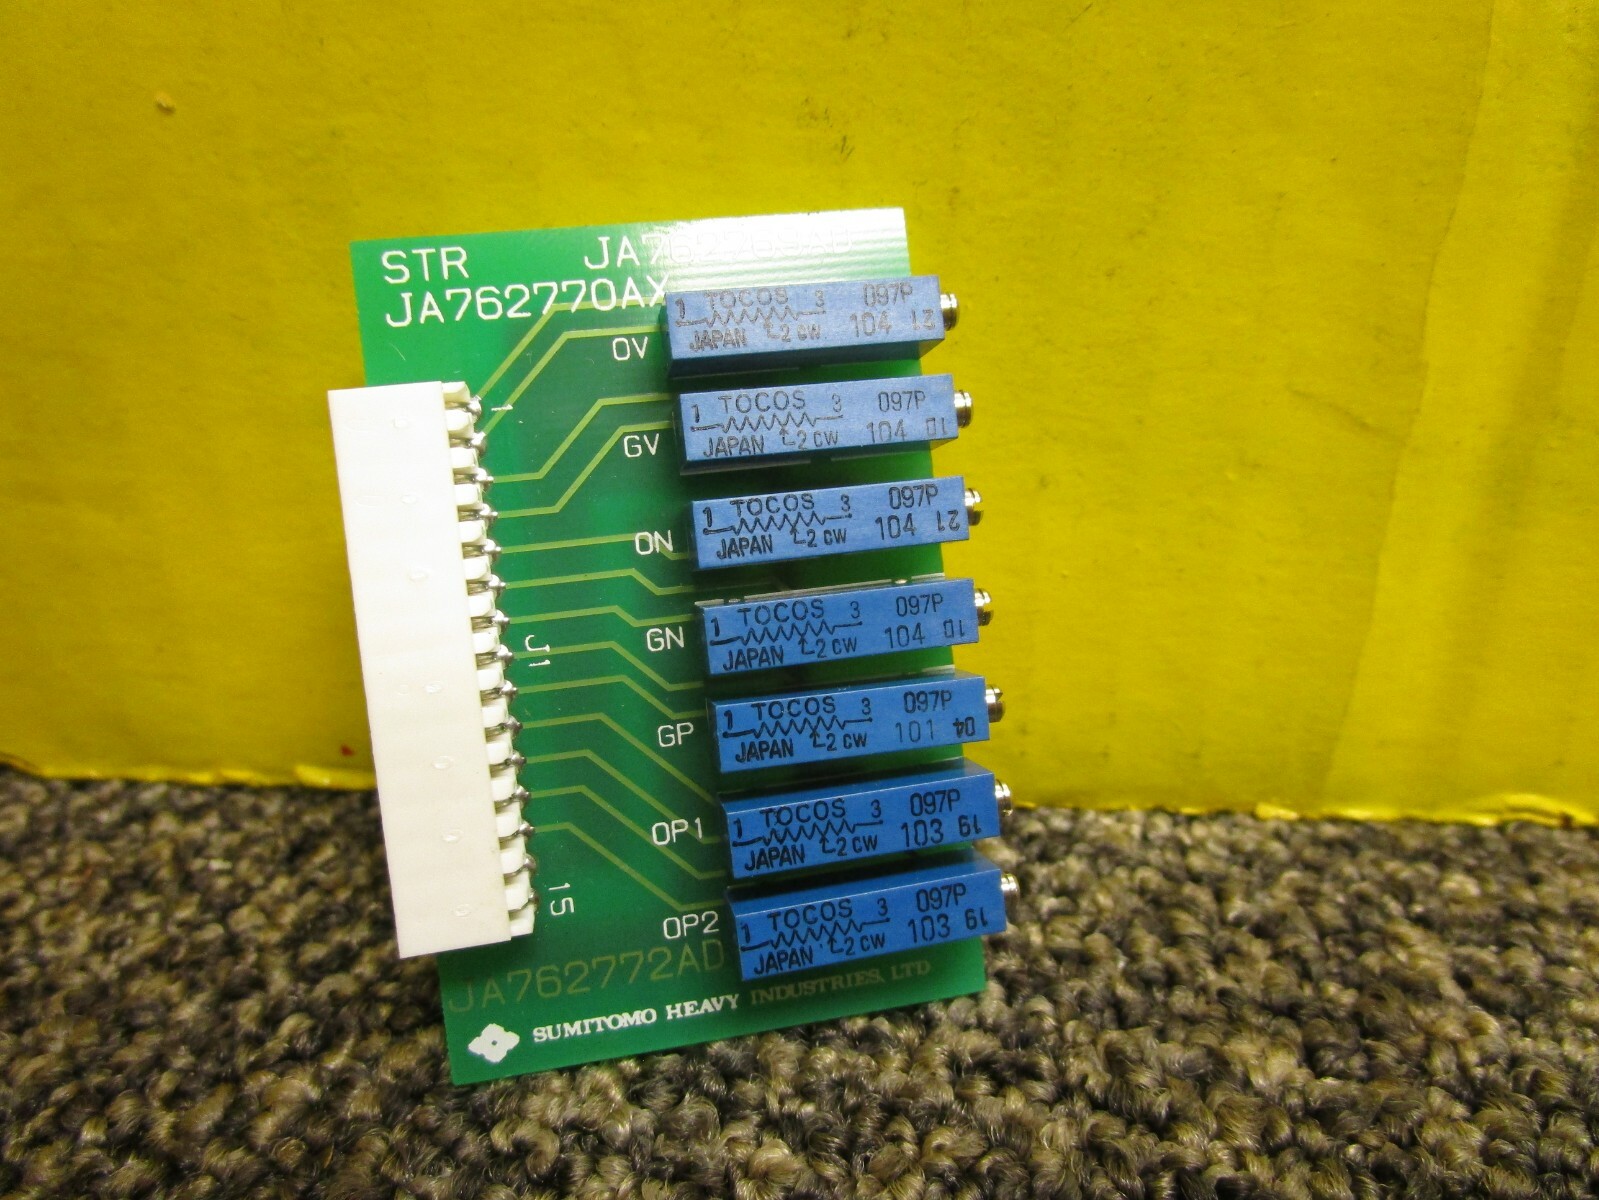 STR JA762769AD
JA762770AX
1 TOCOS 3 097P
JAPAN 2 CW 104 12
OV
1 TOCOS 3 097P
JAPAN 2 CW 104 01
GV
1 TOCOS 3 097P
JAPAN 2 CW 104 21
ON
1 TOCOS 3 097P
JAPAN 2 CW 104 01
GN
1 TOCOS 3 097P
JAPAN 2 CW 101 04
GP
1 TOCOS 3 097P
JAPAN 2 CW 103 19
OP1
1 TOCOS 3 097P
JAPAN 2 CW 103 19
OP2
1
J1
15
JA762772AD
SUMITOMO HEAVY INDUSTRIES, LTD